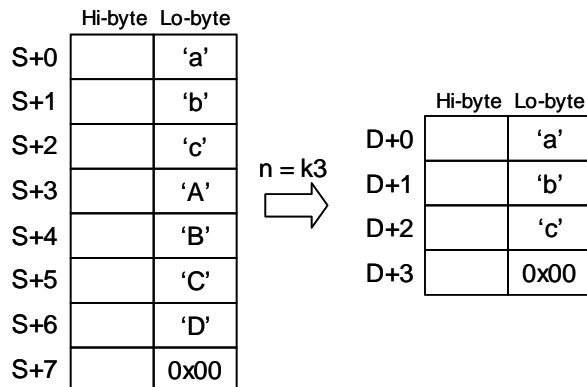 Hi-byte Lo-byte
S+0 ‘a’
S+1 ‘b’
S+2 ‘c’
S+3 ‘A’
S+4 ‘B’
S+5 ‘C’
S+6 ‘D’
S+7 0x00
n = k3
Hi-byte Lo-byte
D+0 ‘a’
D+1 ‘b’
D+2 ‘c’
D+3 0x00